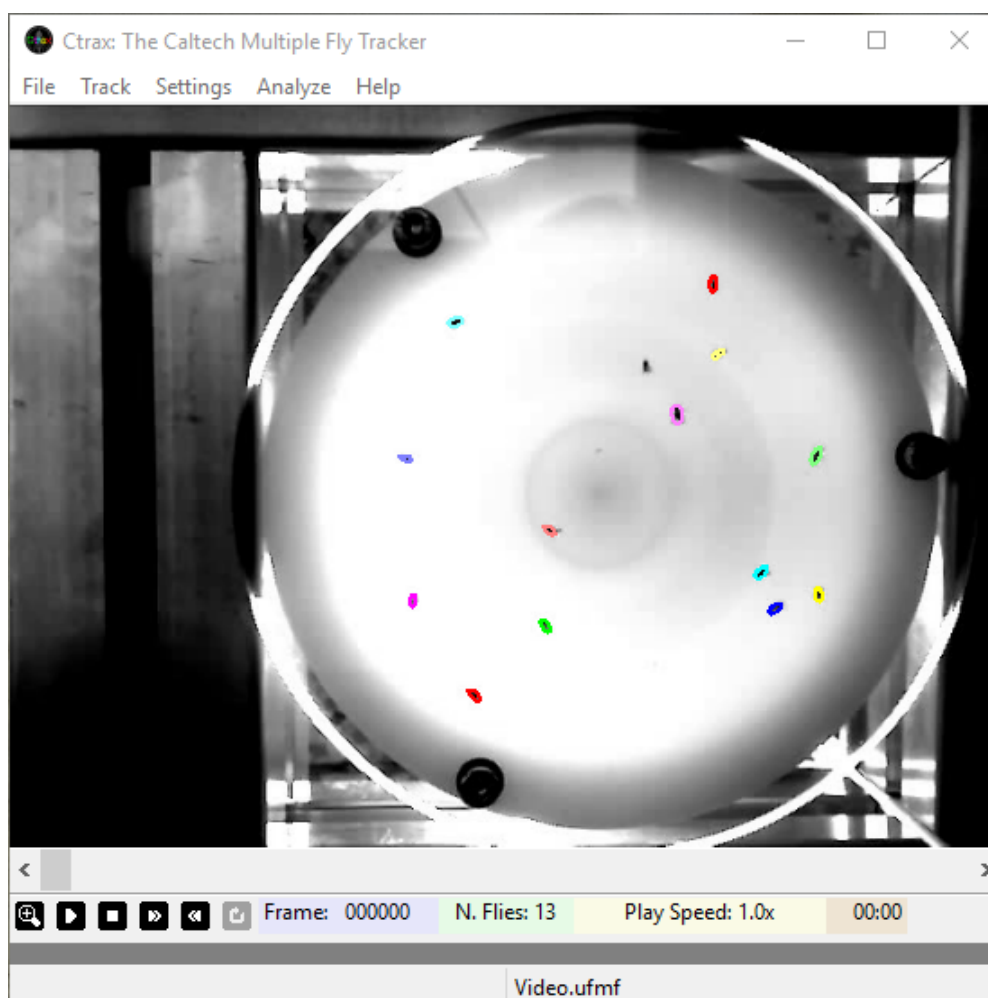 Ctrax: The Caltech Multiple Fly Tracker
File Track Settings Analyze Help
Frame: 000000 N. Flies: 13 Play Speed: 1.0x 00:00
Video.ufmf